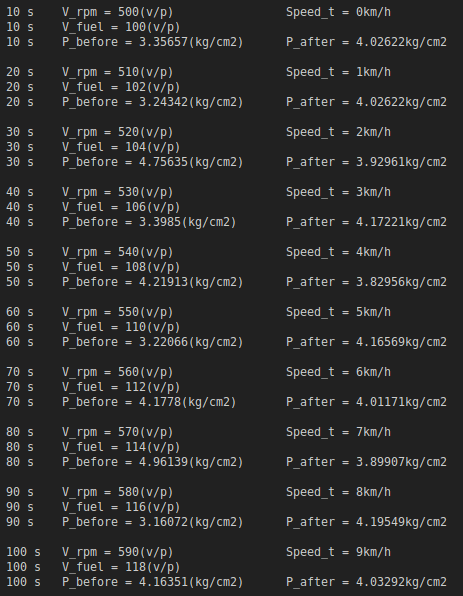 10 s V_rpm = 500(v/p) Speed_t = 0km/h
10 s V_fuel = 100(v/p)
10 s P_before = 3.35657(kg/cm2) P_after = 4.02622kg/cm2
20 s V_rpm = 510(v/p) Speed_t = 1km/h
20 s V_fuel = 102(v/p)
20 s P_before = 3.24342(kg/cm2) P_after = 4.02622kg/cm2
30 s V_rpm = 520(v/p) Speed_t = 2km/h
30 s V_fuel = 104(v/p)
30 s P_before = 4.75635(kg/cm2) P_after = 3.92961kg/cm2
40 s V_rpm = 530(v/p) Speed_t = 3km/h
40 s V_fuel = 106(v/p)
40 s P_before = 3.3985(kg/cm2) P_after = 4.17221kg/cm2
50 s V_rpm = 540(v/p) Speed_t = 4km/h
50 s V_fuel = 108(v/p)
50 s P_before = 4.21913(kg/cm2) P_after = 3.82956kg/cm2
60 s V_rpm = 550(v/p) Speed_t = 5km/h
60 s V_fuel = 110(v/p)
60 s P_before = 3.22066(kg/cm2) P_after = 4.16569kg/cm2
70 s V_rpm = 560(v/p) Speed_t = 6km/h
70 s V_fuel = 112(v/p)
70 s P_before = 4.1778(kg/cm2) P_after = 4.01171kg/cm2
80 s V_rpm = 570(v/p) Speed_t = 7km/h
80 s V_fuel = 114(v/p)
80 s P_before = 4.96139(kg/cm2) P_after = 3.89907kg/cm2
90 s V_rpm = 580(v/p) Speed_t = 8km/h
90 s V_fuel = 116(v/p)
90 s P_before = 3.16072(kg/cm2) P_after = 4.19549kg/cm2
100 s V_rpm = 590(v/p) Speed_t = 9km/h
100 s V_fuel = 118(v/p)
100 s P_before = 4.16351(kg/cm2) P_after = 4.03292kg/cm2